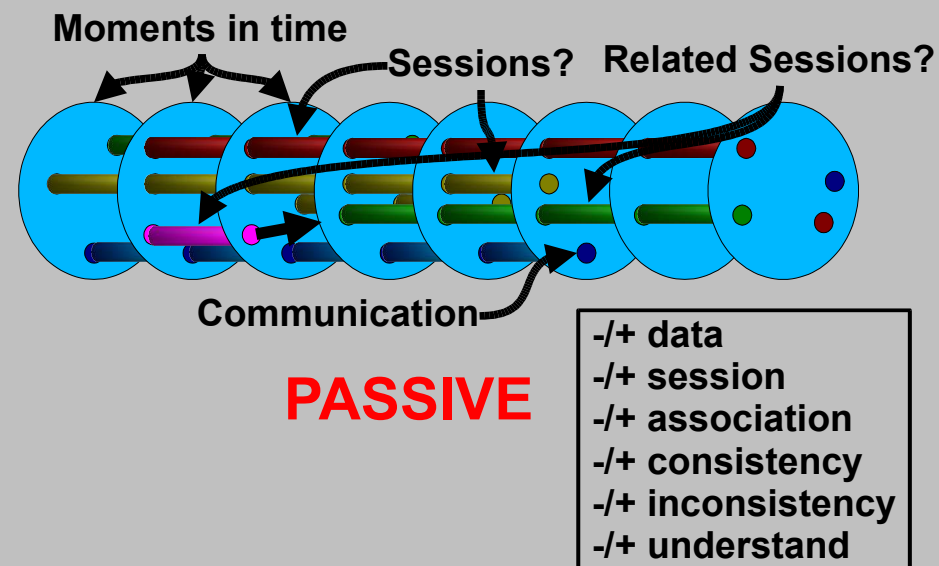 Moments in time
Sessions?
Related Sessions?
Communication
PASSIVE
-/+ data
-/+ session
-/+ association
-/+ consistency
-/+ inconsistency
-/+ understand